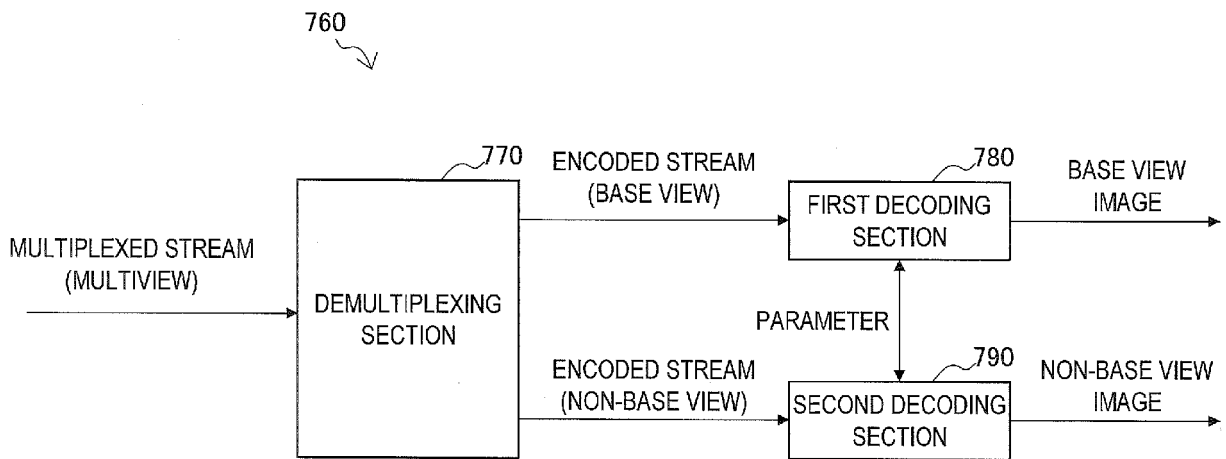 760
770
ENCODED STREAM
(BASE VIEW)
780
BASE VIEW
IMAGE
FIRST DECODING
SECTION
MULTIPLEXED STREAM
(MULTIVIEW)
DEMULTIPLEXING
SECTION
PARAMETER
ENCODED STREAM
(NON-BASE VIEW)
790
NON-BASE VIEW
IMAGE
SECOND DECODING
SECTION